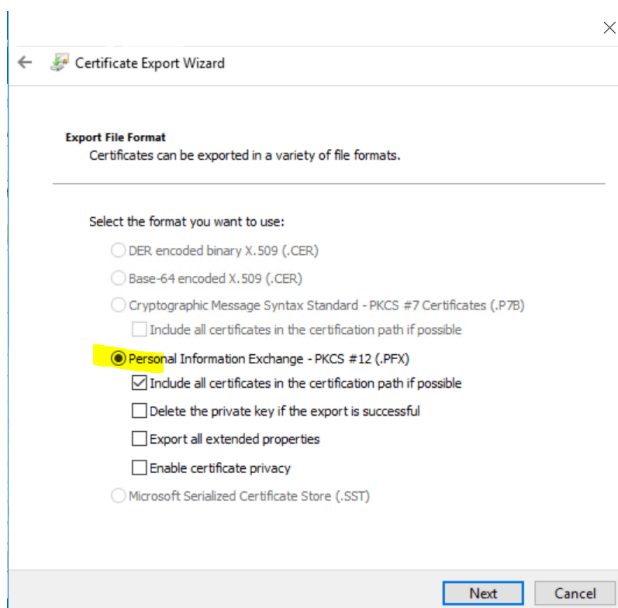 Certificate Export Wizard
Export File Format
Certificates can be exported in a variety of file formats.
Select the format you want to use:
DER encoded binary X.509 (.CER)
Base-64 encoded X.509 (.CER)
Cryptographic Message Syntax Standard - PKCS #7 Certificates (.P7B)
Include all certificates in the certification path if possible
Personal Information Exchange - PKCS #12 (.PFX)
Include all certificates in the certification path if possible
Delete the private key if the export is successful
Export all extended properties
Enable certificate privacy
Microsoft Serialized Certificate Store (.SST)
Next Cancel